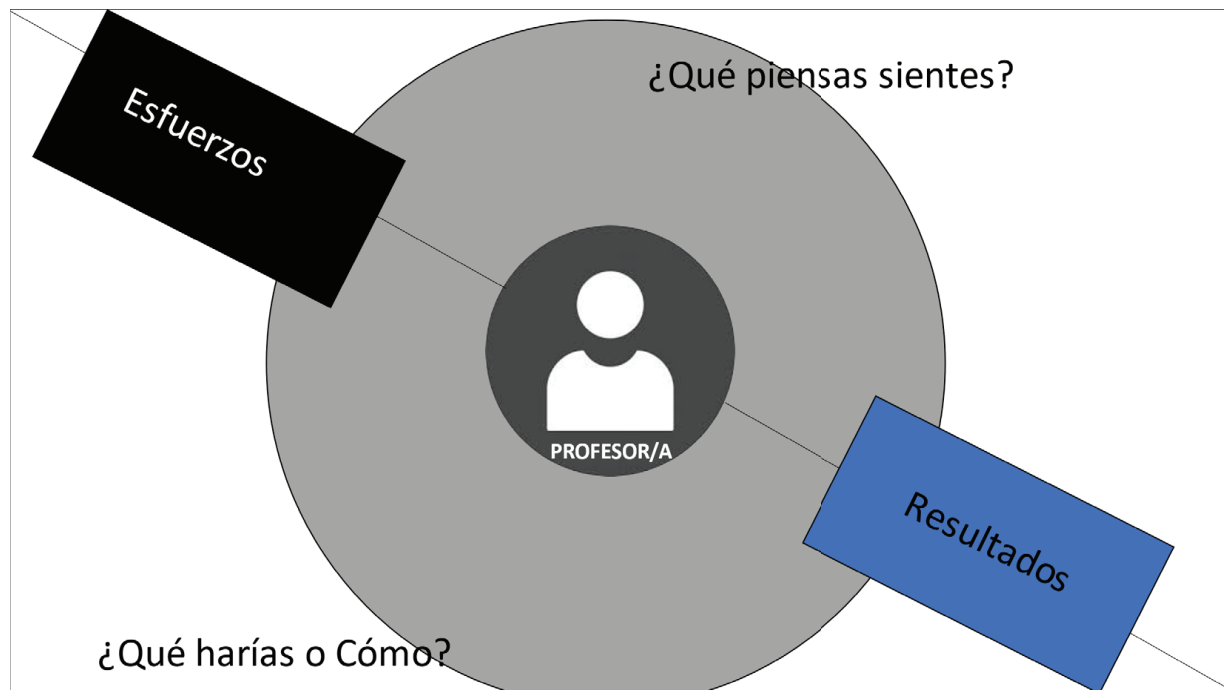 ¿Qué piensas sientes?
Esfuerzos
PROFESOR/A
Resultados
¿Qué harías o Cómo?